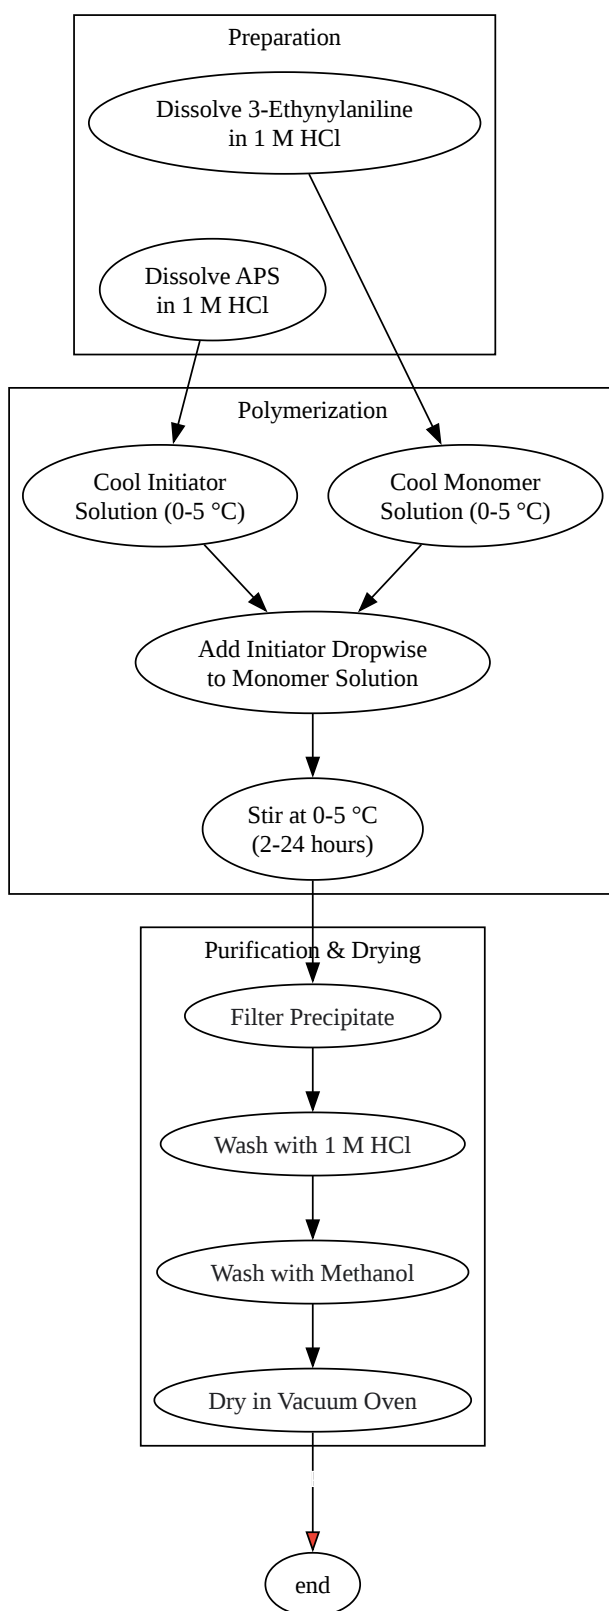 Preparation
Dissolve 3-Ethynylaniline
in 1 M HCl
Dissolve APS
in 1 M HCl
Polymerization
Cool Initiator
Solution (0-5 °C)
Cool Monomer
Solution (0-5 °C)
Add Initiator Dropwise
to Monomer Solution
Stir at 0-5 °C
(2-24 hours)
Purification & Drying
Filter Precipitate
Wash with 1 M HCl
Wash with Methanol
Dry in Vacuum Oven
end